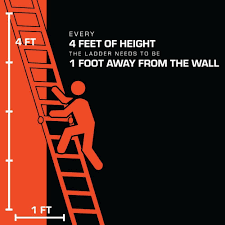 EVERY
4 FEET OF HEIGHT
THE LADDER NEEDS TO BE
1 FOOT AWAY FROM THE WALL
4 FT
1 FT